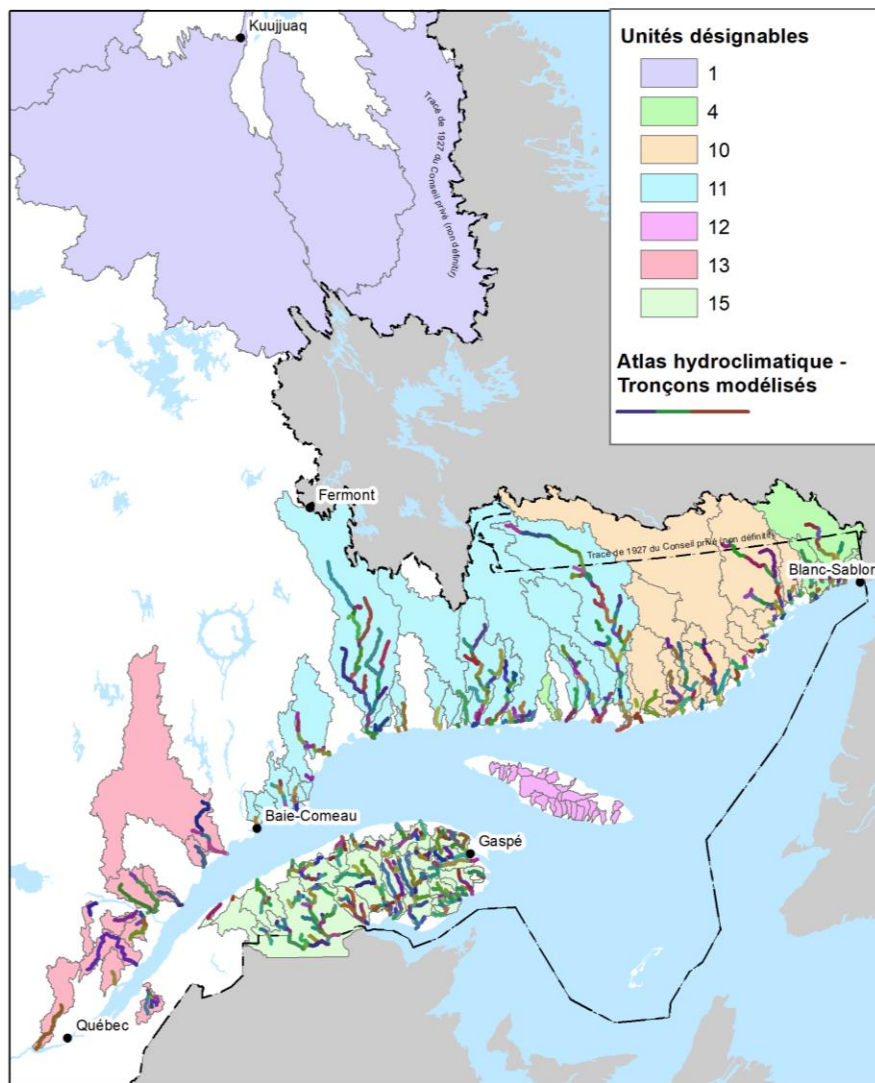 Kuujjuaq
Unités désignables
1
4
10
11
12
13
15
Atlas hydroclimatique -
Tronçons modélisés
Tracé de 1927 du Conseil privé (non définitif)
Fermont
Tracé de 1927 du Conseil privé (non définitif)
Blanc-Sablon
Baie-Comeau
Gaspé
Québec